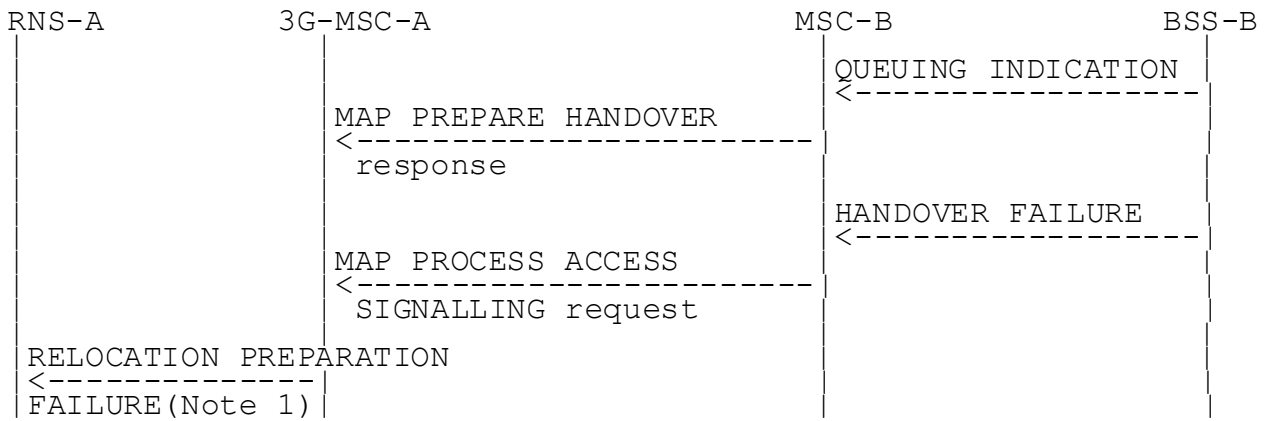 RNS-A 3G-MSC-A MSC-B BSS-B
QUEUING INDICATION
MAP PREPARE HANDOVER
response
HANDOVER FAILURE
MAP PROCESS ACCESS
SIGNALLING request
RELOCATION PREPARATION
FAILURE(Note 1)